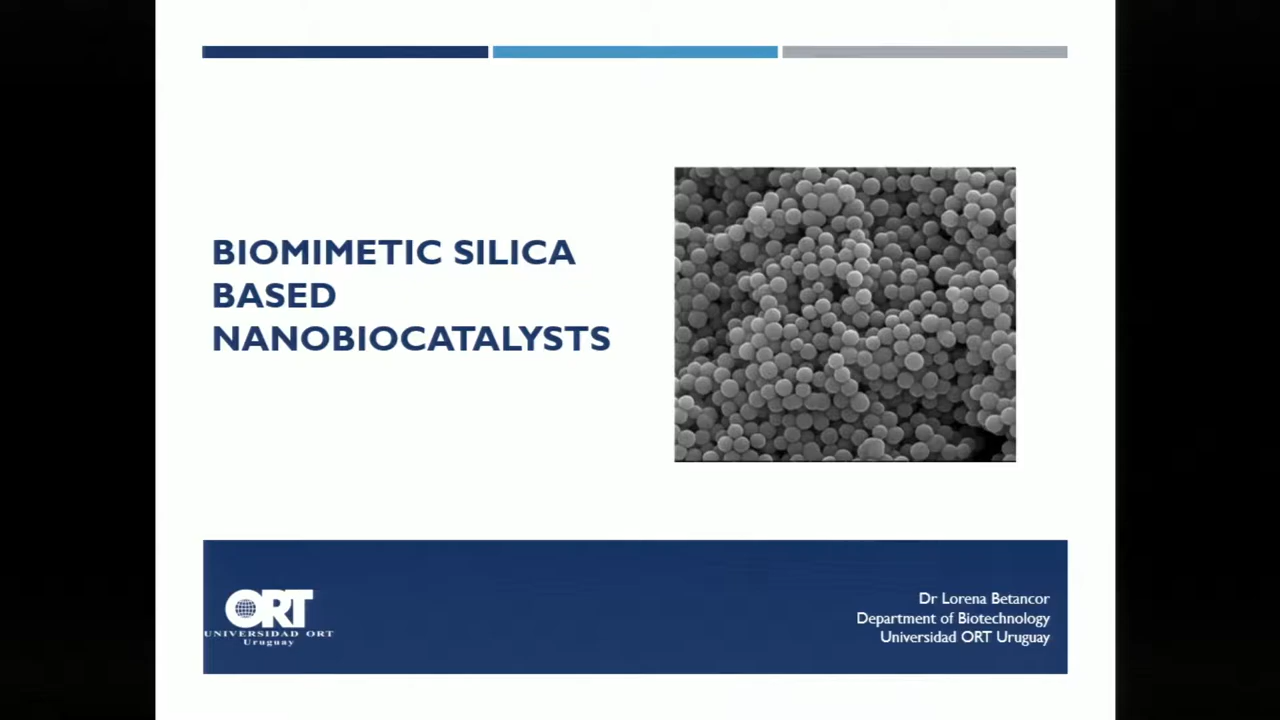 BIOMIMETIC SILICA
BASED
NANOBIOCATALYSTS
ORT
UNIVERSIDAD ORT
Uruguay
Dr Lorena Betancor
Department of Biotechnology
Universidad ORT Uruguay